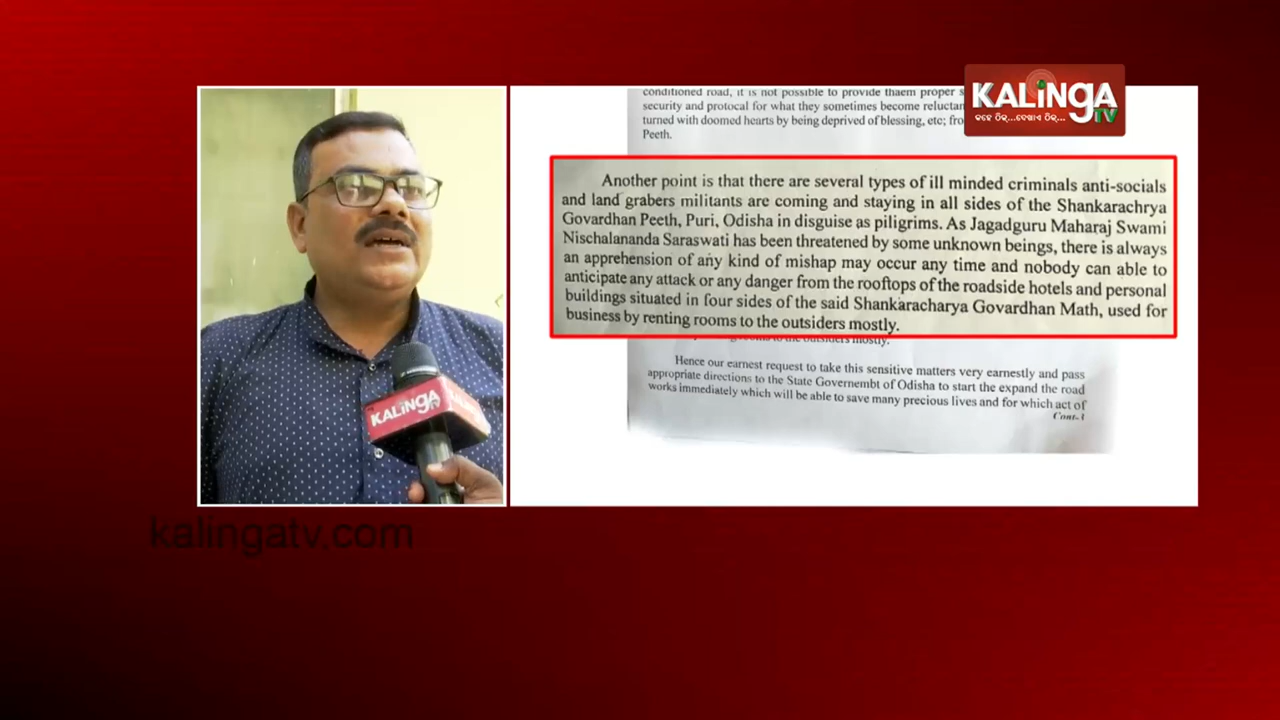 conditioned road, it is not possible to provide thaem proper s
security and protocal for what they sometimes become reluctan
turned with doomed hearts by being deprived of blessing, etc; fro
Peeth.
KALINGA
TV
କହେ ଠିକ୍...ଦେଖାଏ ଠିକ୍...
Another point is that there are several types of ill minded criminals anti-socials
and land grabers militants are coming and staying in all sides of the Shankarachrya
Govardhan Peeth, Puri, Odisha in disguise as piligrims. As Jagadguru Maharaj Swami
Nischalananda Saraswati has been threatened by some unknown beings, there is always
an apprehension of any kind of mishap may occur any time and nobody can able to
anticipate any attack or any danger from the rooftops of the roadside hotels and personal
buildings situated in four sides of the said Shankaracharya Govardhan Math, used for
business by renting rooms to the outsiders mostly.
rooms to the outsiders mostly.
Hence our earnest request to take this sensitive matters very earnestly and pass
appropriate directions to the State Governembt of Odisha to start the expand the road
works immediately which will be able to save many precious lives and for which act of
Cont-3
KALINGA
TV
kalingatv.com